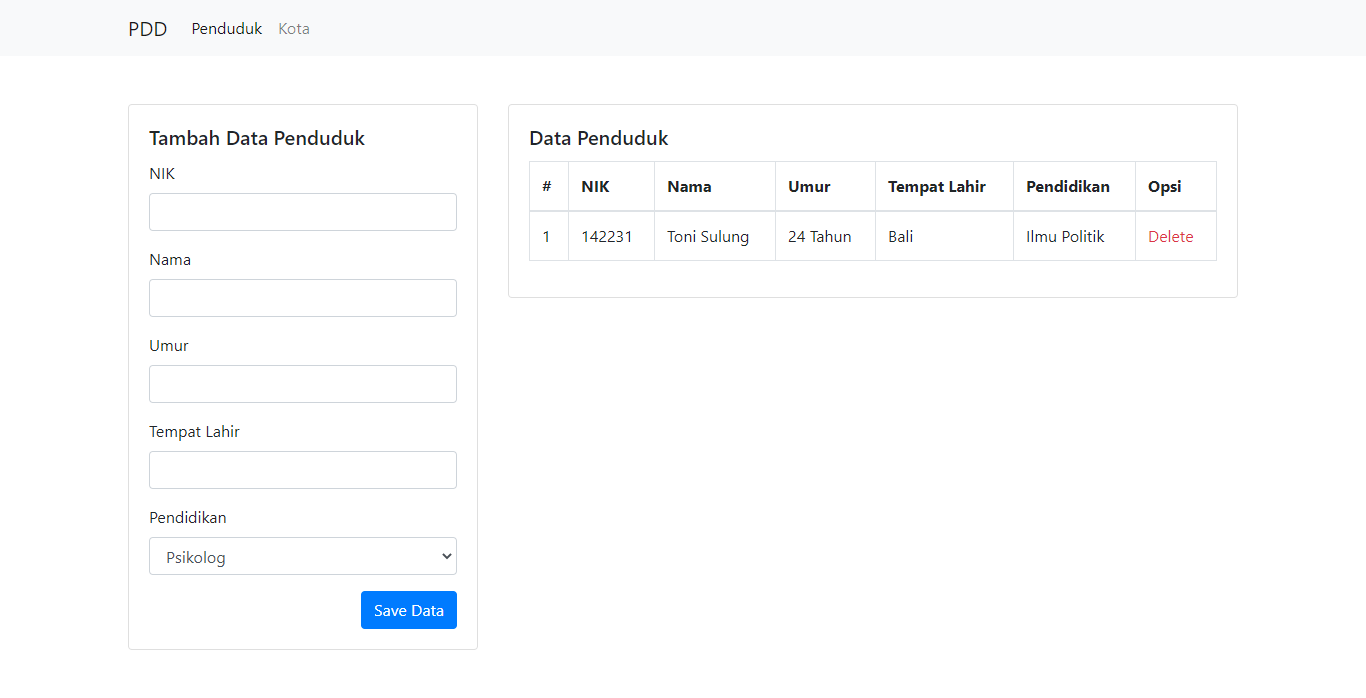 PDD Penduduk Kota
Tambah Data Penduduk
NIK
Nama
Umur
Tempat Lahir
Pendidikan
Psikolog
Save Data
Data Penduduk
# NIK Nama Umur Tempat Lahir Pendidikan Opsi
1 142231 Toni Sulung 24 Tahun Bali Ilmu Politik Delete